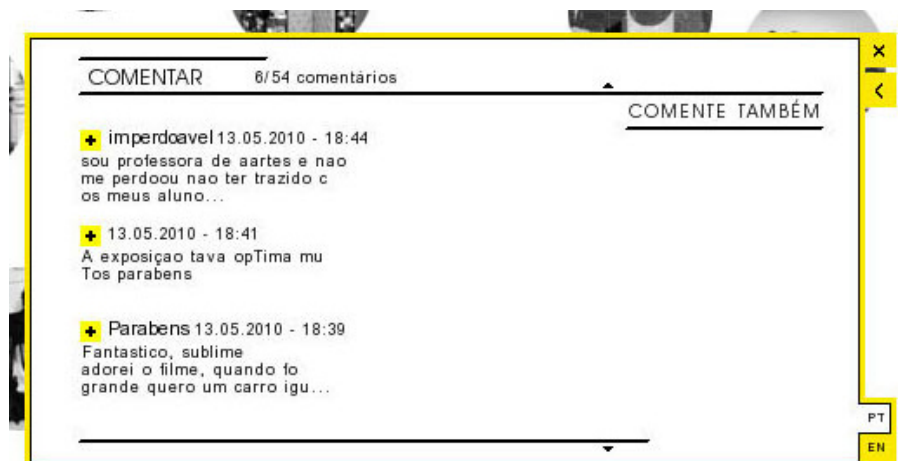 COMENTAR 6/54 comentários
COMENTE TAMBÉM
imperdoavel 13.05.2010 - 18:44
sou professora de aartes e nao
me perdoou nao ter trazido c
os meus aluno...
13.05.2010 - 18:41
A exposiçao tava opTima mu
Tos parabens
Parabens 13.05.2010 - 18:39
Fantastico, sublime
adorei o filme, quando fo
grande quero um carro igu...
PT
EN